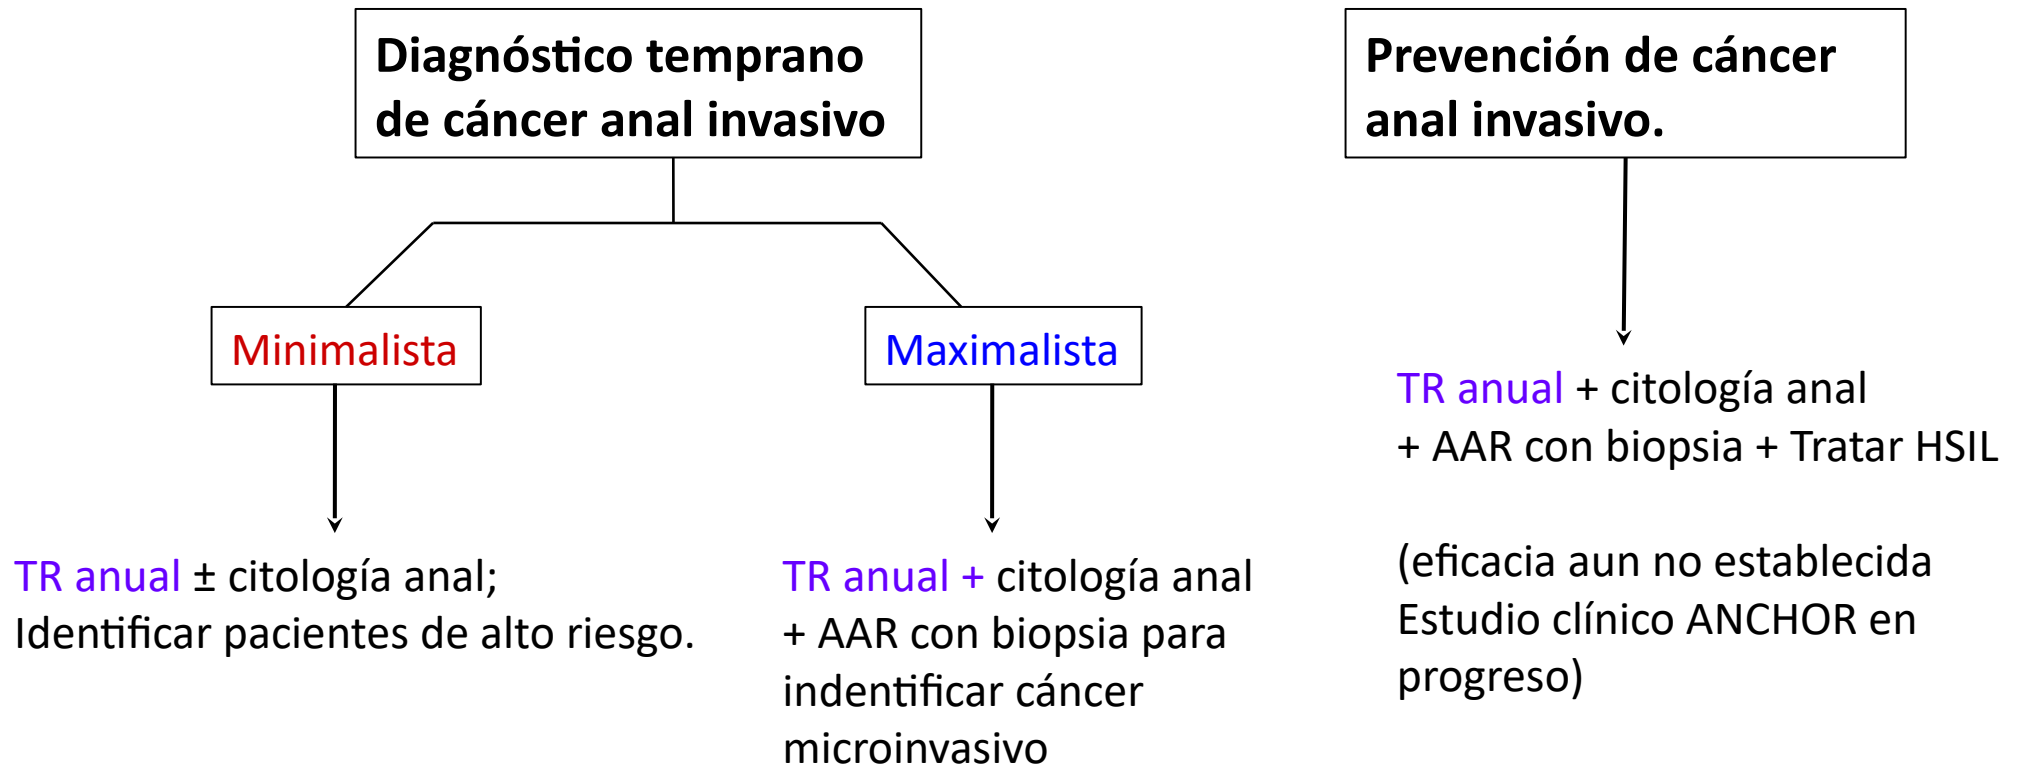 Diagnóstico temprano
de cáncer anal invasivo
Minimalista
TR anual ± citología anal;
Identificar pacientes de alto riesgo.
Maximalista
TR anual + citología anal
+ AAR con biopsia para
indentificar cáncer
microinvasivo
Prevención de cáncer
anal invasivo.
TR anual + citología anal
+ AAR con biopsia + Tratar HSIL
(eficacia aun no establecida
Estudio clínico ANCHOR en
progreso)